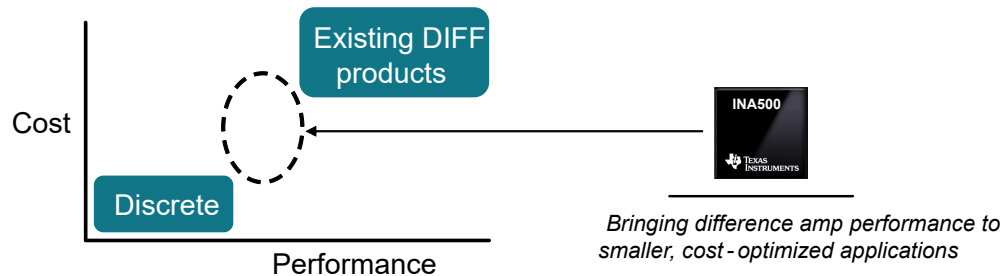 Existing DIFF
products
Cost
INA500
TEXAS
INSTRUMENTS
Discrete
Bringing difference amp performance to
smaller, cost-optimized applications
Performance